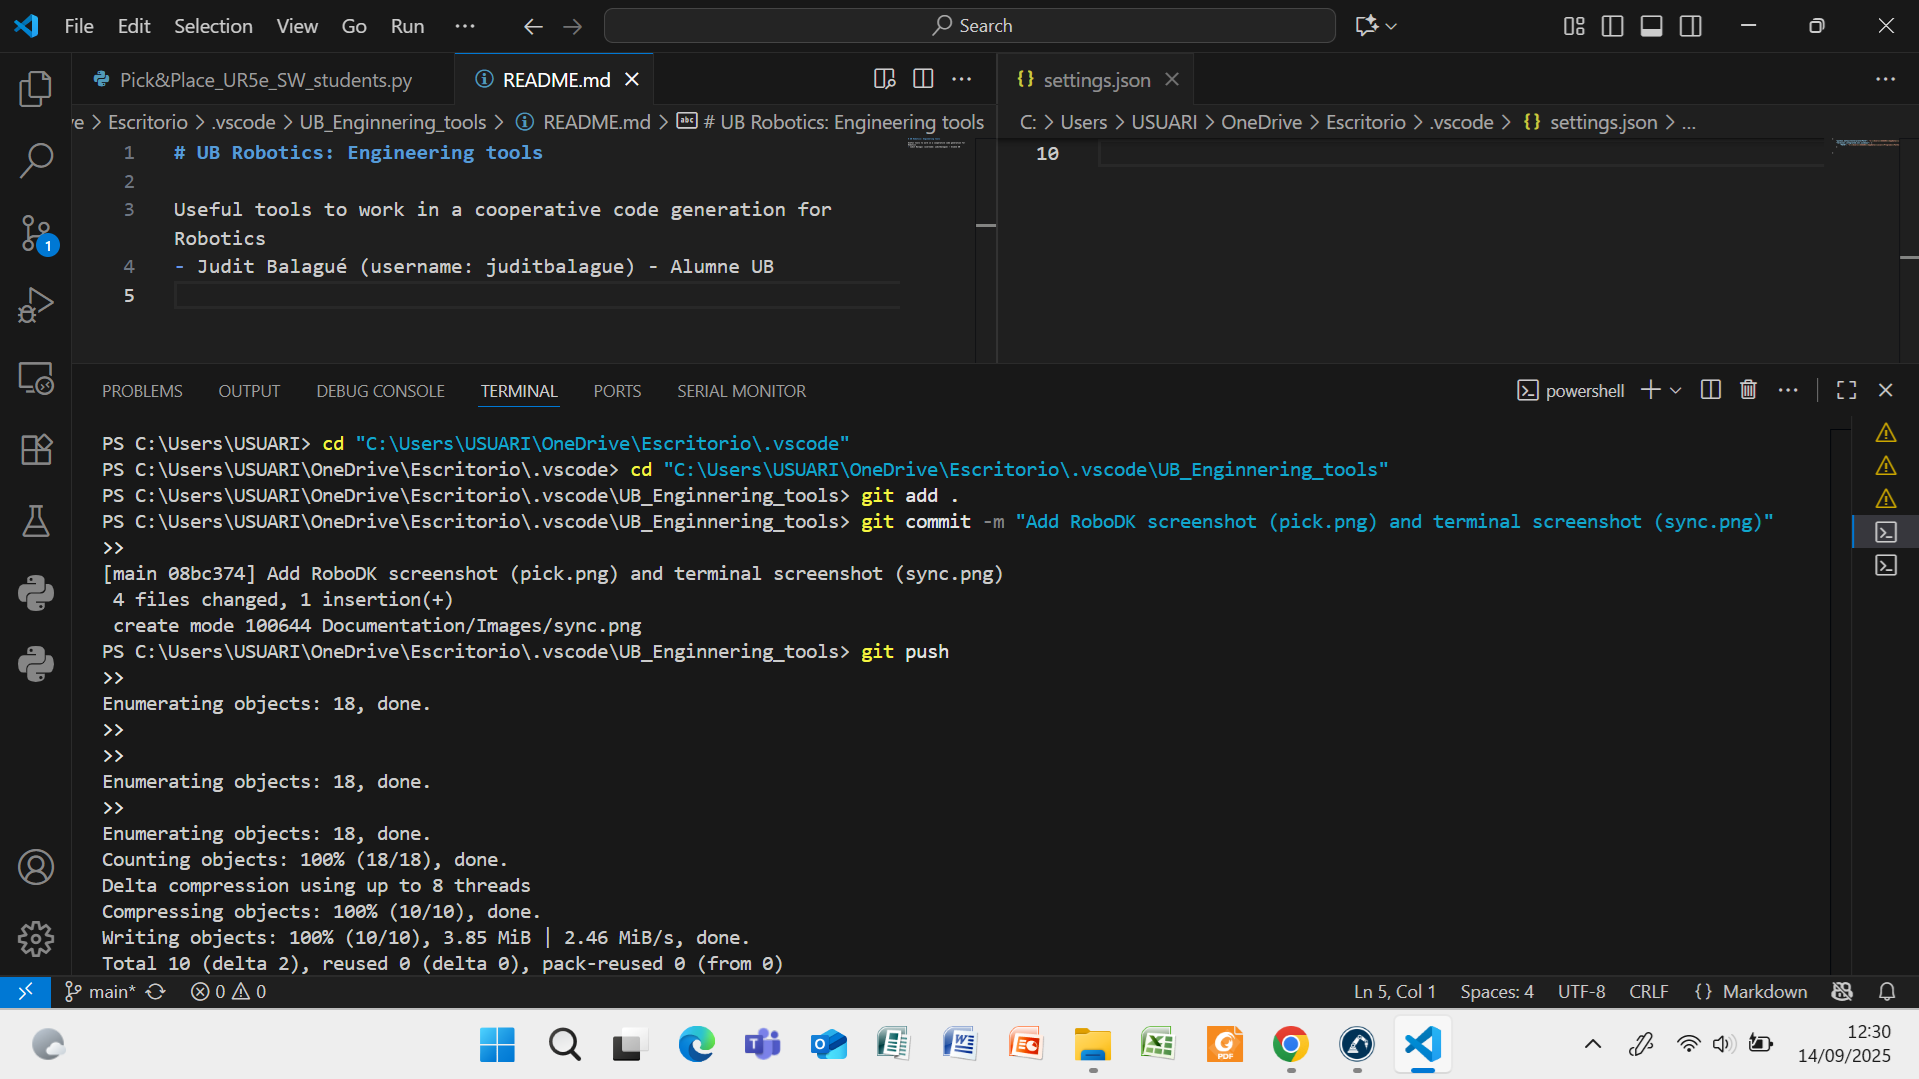 File Edit Selection View Go Run ··· Search
Pick&Place_UR5e_SW_students.py README.md settings.json
ve > Escritorio > .vscode > UB_Enginnering_tools > README.md > # UB Robotics: Engineering tools
C: > Users > USUARI > OneDrive > Escritorio > .vscode > {} settings.json > ...
1 # UB Robotics: Engineering tools
2
3 Useful tools to work in a cooperative code generation for
Robotics
4 - Judit Balagué (username: juditbalague) - Alumne UB
5
10
1
PROBLEMS OUTPUT DEBUG CONSOLE TERMINAL PORTS SERIAL MONITOR powershell
PS C:\Users\USUARI> cd "C:\Users\USUARI\OneDrive\Escritorio\.vscode"
PS C:\Users\USUARI\OneDrive\Escritorio\.vscode> cd "C:\Users\USUARI\OneDrive\Escritorio\.vscode\UB_Enginnering_tools"
PS C:\Users\USUARI\OneDrive\Escritorio\.vscode\UB_Enginnering_tools> git add .
PS C:\Users\USUARI\OneDrive\Escritorio\.vscode\UB_Enginnering_tools> git commit -m "Add RoboDK screenshot (pick.png) and terminal screenshot (sync.png)"
>>
[main 08bc374] Add RoboDK screenshot (pick.png) and terminal screenshot (sync.png)
4 files changed, 1 insertion(+)
create mode 100644 Documentation/Images/sync.png
PS C:\Users\USUARI\OneDrive\Escritorio\.vscode\UB_Enginnering_tools> git push
>>
Enumerating objects: 18, done.
>>
>>
Enumerating objects: 18, done.
>>
Enumerating objects: 18, done.
Counting objects: 100% (18/18), done.
Delta compression using up to 8 threads
Compressing objects: 100% (10/10), done.
Writing objects: 100% (10/10), 3.85 MiB | 2.46 MiB/s, done.
Total 10 (delta 2), reused 0 (delta 0), pack-reused 0 (from 0)
main* 0 0 Ln 5, Col 1 Spaces: 4 UTF-8 CRLF {} Markdown
12:30
14/09/2025